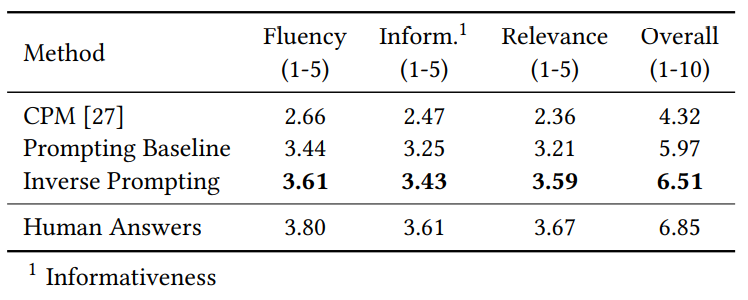 Method Fluency (1-5) Inform.¹ (1-5) Relevance (1-5) Overall (1-10)
CPM [27] 2.66 2.47 2.36 4.32
Prompting Baseline 3.44 3.25 3.21 5.97
Inverse Prompting 3.61 3.43 3.59 6.51
Human Answers 3.80 3.61 3.67 6.85
¹ Informativeness